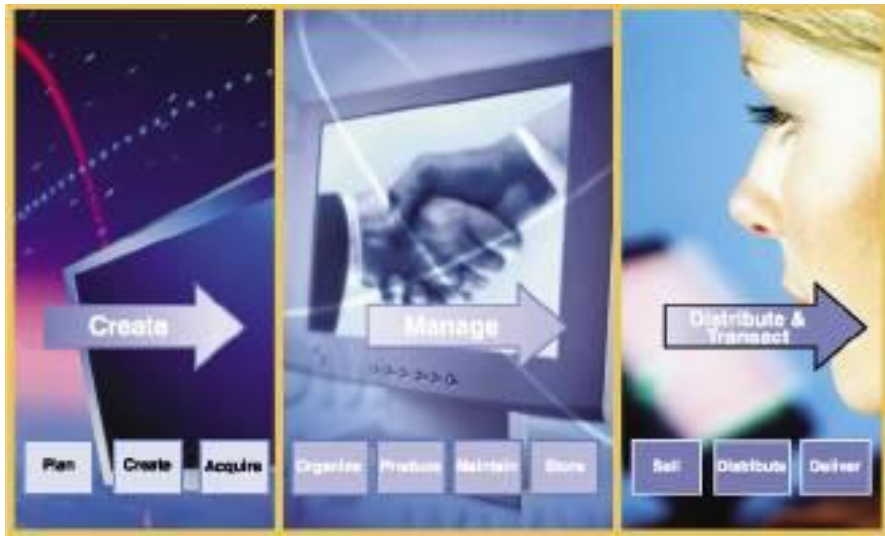 Create
Manage
Distribute &
Transact
Plan
Create
Acquire
Organize
Produce
Maintain
Store
Sell
Distribute
Deliver